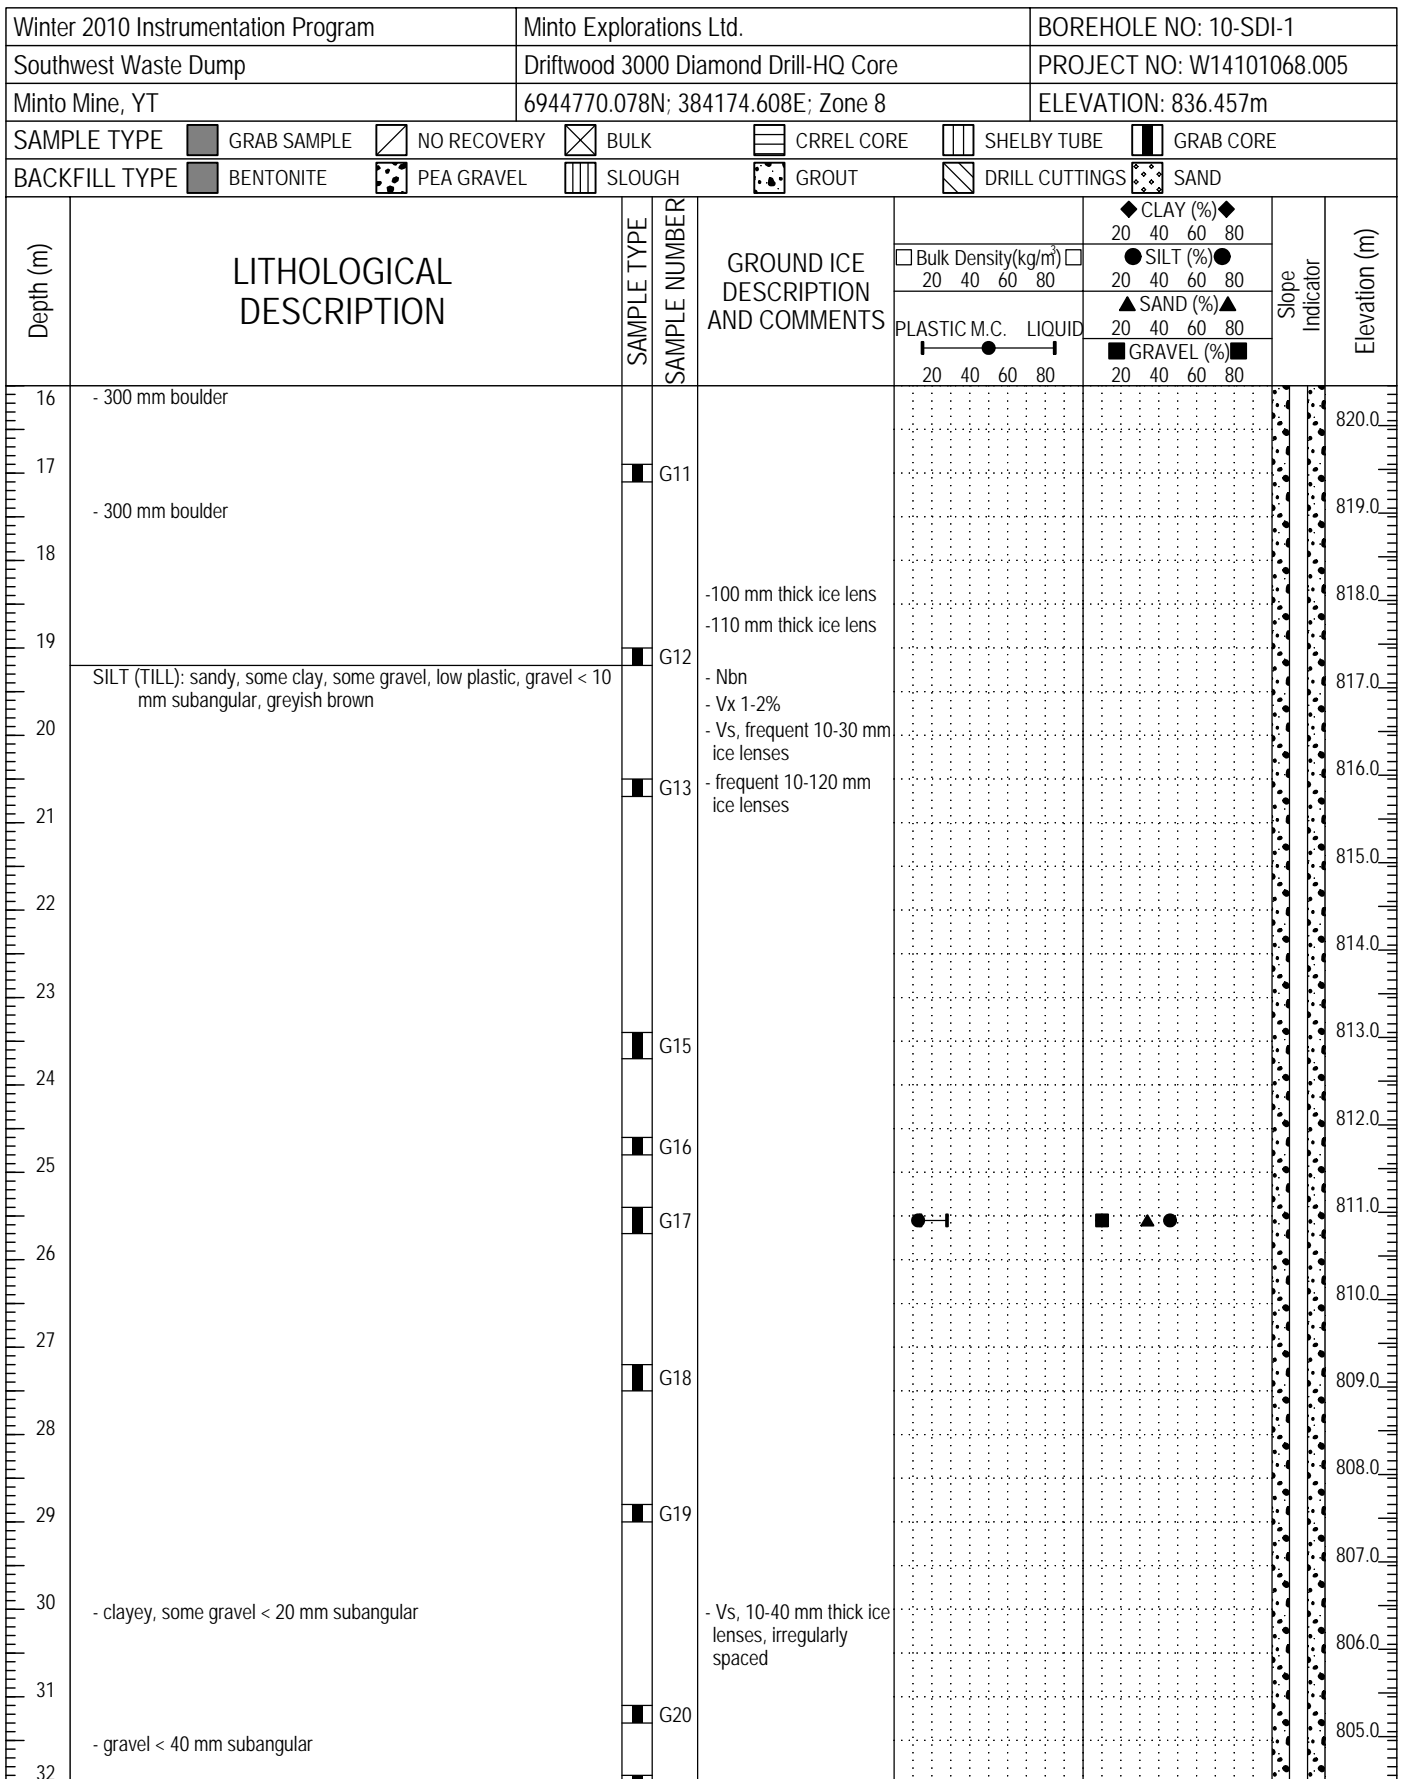 Winter 2010 Instrumentation Program
Minto Explorations Ltd.
BOREHOLE NO: 10-SDI-1
Southwest Waste Dump
Driftwood 3000 Diamond Drill-HQ Core
PROJECT NO: W14101068.005
Minto Mine, YT
6944770.078N; 384174.608E; Zone 8
ELEVATION: 836.457m
SAMPLE TYPE GRAB SAMPLE NO RECOVERY BULK CRREL CORE SHELBY TUBE GRAB CORE
BACKFILL TYPE BENTONITE PEA GRAVEL SLOUGH GROUT DRILL CUTTINGS SAND
Depth (m)
LITHOLOGICAL
DESCRIPTION
SAMPLE TYPE
SAMPLE NUMBER
GROUND ICE
DESCRIPTION
AND COMMENTS
Bulk Density(kg/m³)
20 40 60 80
PLASTIC M.C. LIQUID
20 40 60 80
CLAY (%)
20 40 60 80
SILT (%)
20 40 60 80
SAND (%)
20 40 60 80
GRAVEL (%)
20 40 60 80
Slope
Indicator
Elevation (m)
16 - 300 mm boulder
820.0
17
G11
- 300 mm boulder
819.0
18
-100 mm thick ice lens
818.0
-110 mm thick ice lens
19
G12
SILT (TILL): sandy, some clay, some gravel, low plastic, gravel < 10
mm subangular, greyish brown
- Nbn
817.0
- Vx 1-2%
20
- Vs, frequent 10-30 mm
ice lenses
816.0
G13
- frequent 10-120 mm
ice lenses
21
815.0
22
814.0
23
813.0
G15
24
812.0
G16
25
811.0
G17
26
810.0
27
G18
809.0
28
808.0
29
G19
807.0
30
- clayey, some gravel < 20 mm subangular
- Vs, 10-40 mm thick ice
lenses, irregularly
spaced
806.0
31
G20
805.0
- gravel < 40 mm subangular
32